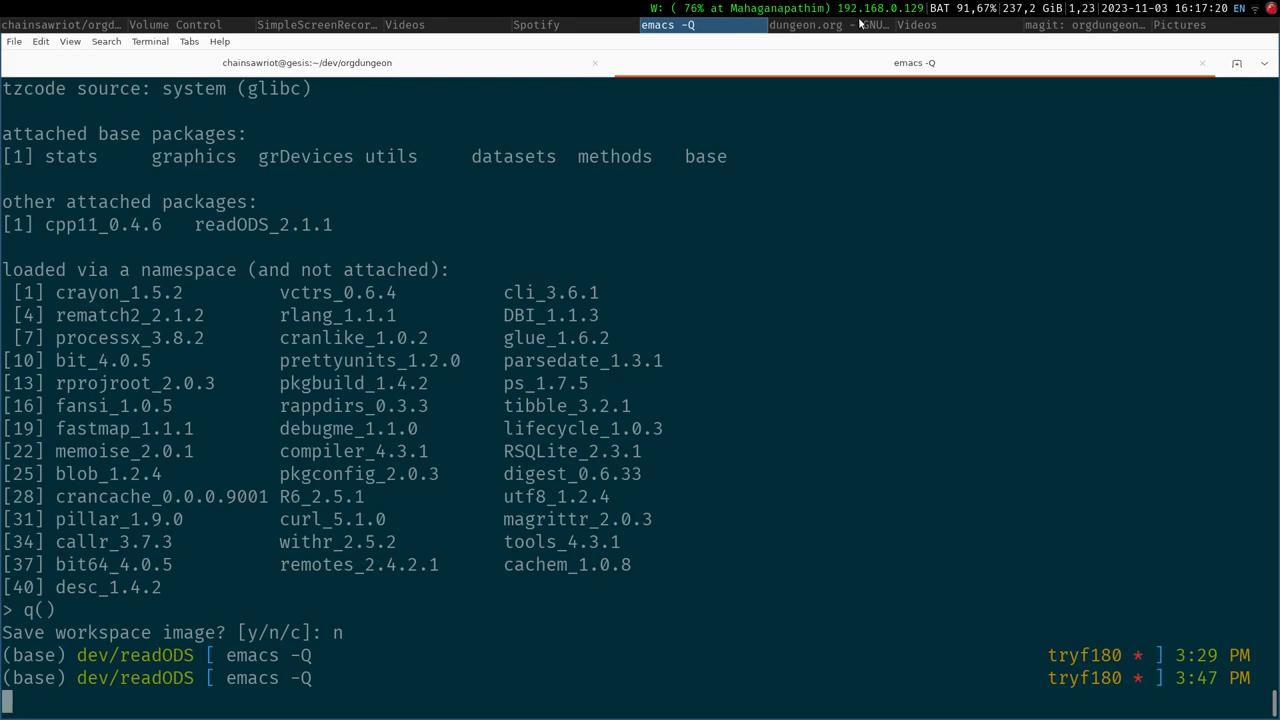 W: ( 76% at Mahaganapathim) 192.168.0.129|BAT 91,67%|237,2 GiB|1,23|2023-11-03 16:17:20 EN
chainsawriot/orgd... Volume Control SimpleScreenRecor... Videos Spotify emacs -Q dungeon.org - GNU... Videos magit: orgdungeon... Pictures
File Edit View Search Terminal Tabs Help
chainsawriot@gesis:~/dev/orgdungeon emacs -Q
tzcode source: system (glibc)
attached base packages:
[1] stats graphics grDevices utils datasets methods base
other attached packages:
[1] cpp11_0.4.6 readODS_2.1.1
loaded via a namespace (and not attached):
[1] crayon_1.5.2 vctrs_0.6.4 cli_3.6.1
[4] rematch2_2.1.2 rlang_1.1.1 DBI_1.1.3
[7] processx_3.8.2 cranlike_1.0.2 glue_1.6.2
[10] bit_4.0.5 prettyunits_1.2.0 parsedate_1.3.1
[13] rprojroot_2.0.3 pkgbuild_1.4.2 ps_1.7.5
[16] fansi_1.0.5 rappdirs_0.3.3 tibble_3.2.1
[19] fastmap_1.1.1 debugme_1.1.0 lifecycle_1.0.3
[22] memoise_2.0.1 compiler_4.3.1 RSQLite_2.3.1
[25] blob_1.2.4 pkgconfig_2.0.3 digest_0.6.33
[28] crancache_0.0.0.9001 R6_2.5.1 utf8_1.2.4
[31] pillar_1.9.0 curl_5.1.0 magrittr_2.0.3
[34] callr_3.7.3 withr_2.5.2 tools_4.3.1
[37] bit64_4.0.5 remotes_2.4.2.1 cachem_1.0.8
[40] desc_1.4.2
> q()
Save workspace image? [y/n/c]: n
(base) dev/readODS [ emacs -Q tryf180 * ] 3:29 PM
(base) dev/readODS [ emacs -Q tryf180 * ] 3:47 PM